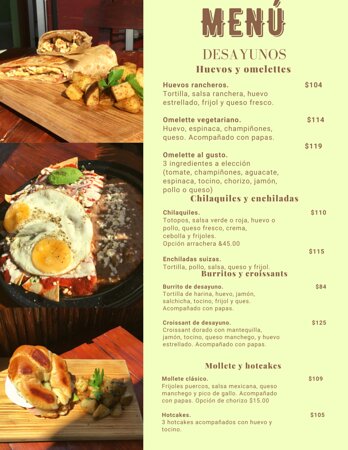 MENÚ
DESAYUNOS
Huevos y omelettes
Huevos rancheros. $104
Tortilla, salsa ranchera, huevo
estrellado, frijol y queso fresco.
Omelette vegetariano. $114
Huevo, espinaca, champiñones,
queso. Acompañado con papas.
$119
Omelette al gusto.
3 ingredientes a elección
(tomate, champiñones, aguacate,
espinaca, tocino, chorizo, jamón,
pollo o queso)
Chilaquiles y enchiladas
Chilaquiles. $110
Totopos, salsa verde o roja, huevo o
pollo, queso fresco, crema,
cebolla y frijoles.
Opción arrachera &45.00
$115
Enchiladas suizas.
Tortilla, pollo, salsa, queso y frijol.
Burritos y croissants
Burrito de desayuno. $84
Tortilla de harina, huevo, jamón,
salchicha, tocino, frijol y ques.
Acompañado con papas.
Croissant de desayuno. $125
Croissant dorado con mantequilla,
jamón, tocino, queso manchego, y huevo
estrellado. Acompañado con papas.
Mollete y hotcakes
Mollete clásico. $109
Frijoles puercos, salsa mexicana, queso
manchego y pico de gallo. Acompañado
con papas. Opción de chorizo $15.00
Hotcakes. $105
3 hotcakes acompañados con huevo y
tocino.